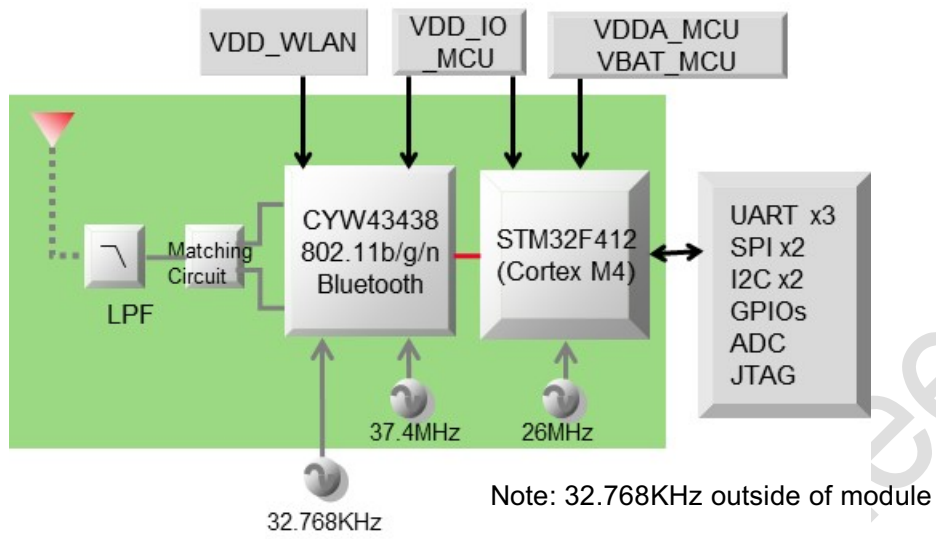 VDD_WLAN
VDD_IO
_MCU
VDDA_MCU
VBAT_MCU
CYW43438
802.11b/g/n
Bluetooth
STM32F412
(Cortex M4)
UART x3
SPI x2
I2C x2
GPIOs
ADC
JTAG
Matching
Circuit
LPF
37.4MHz
26MHz
32.768KHz
Note: 32.768KHz outside of module